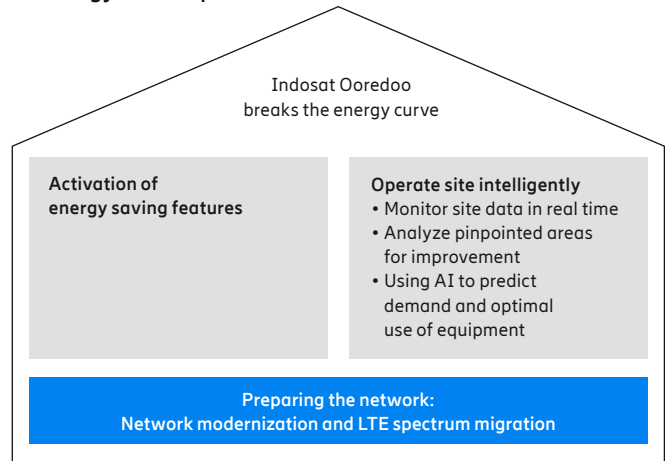 Indosat Ooredoo
breaks the energy curve
Activation of
energy saving features
Operate site intelligently
• Monitor site data in real time
• Analyze pinpointed areas
for improvement
• Using AI to predict
demand and optimal
use of equipment
Preparing the network:
Network modernization and LTE spectrum migration